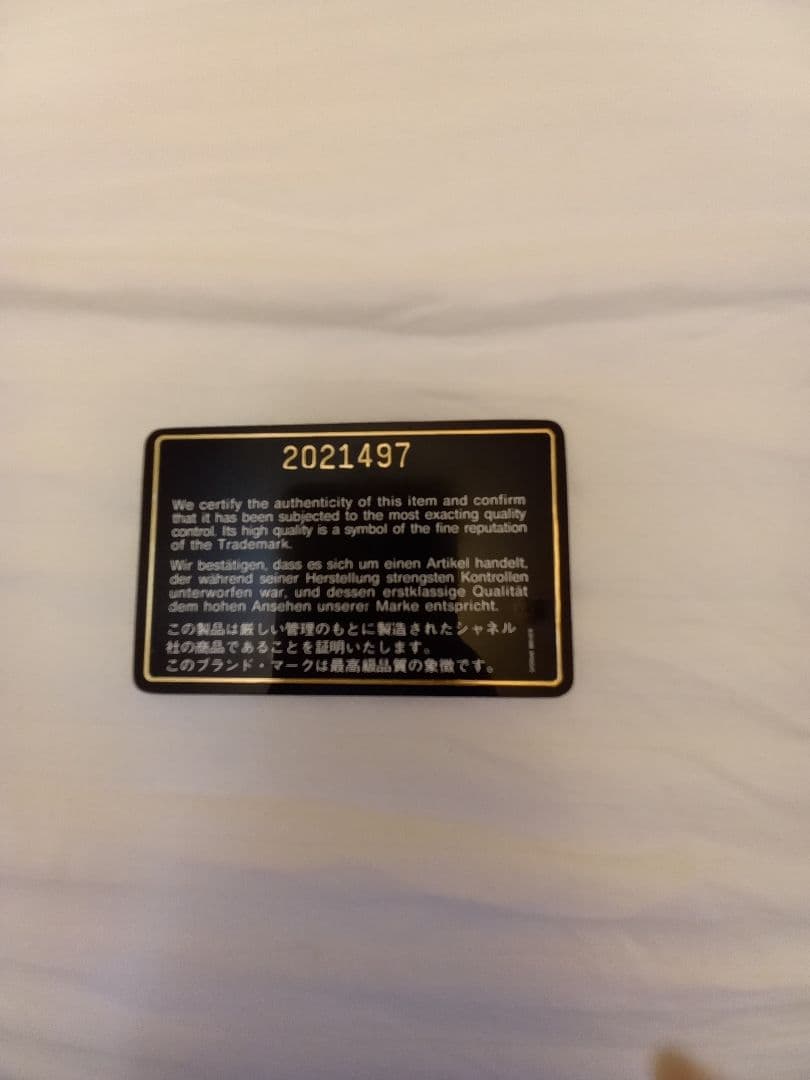 2021497
We certify the authenticity of this item and confirm
that it has been subjected to the most exacting quality
control. Its high quality is a symbol of the fine reputation
of the Trademark.
Wir bestätigen, dass es sich um einen Artikel handelt,
der während seiner Herstellung strengsten Kontrollen
unterworfen war, und dessen erstklassige Qualität
dem hohen Ansehen unserer Marke entspricht.
この製品は厳しい管理のもとに製造されたシャネル
社の商品であることを証明いたします。
このブランド・マークは最高級品質の象徴です。